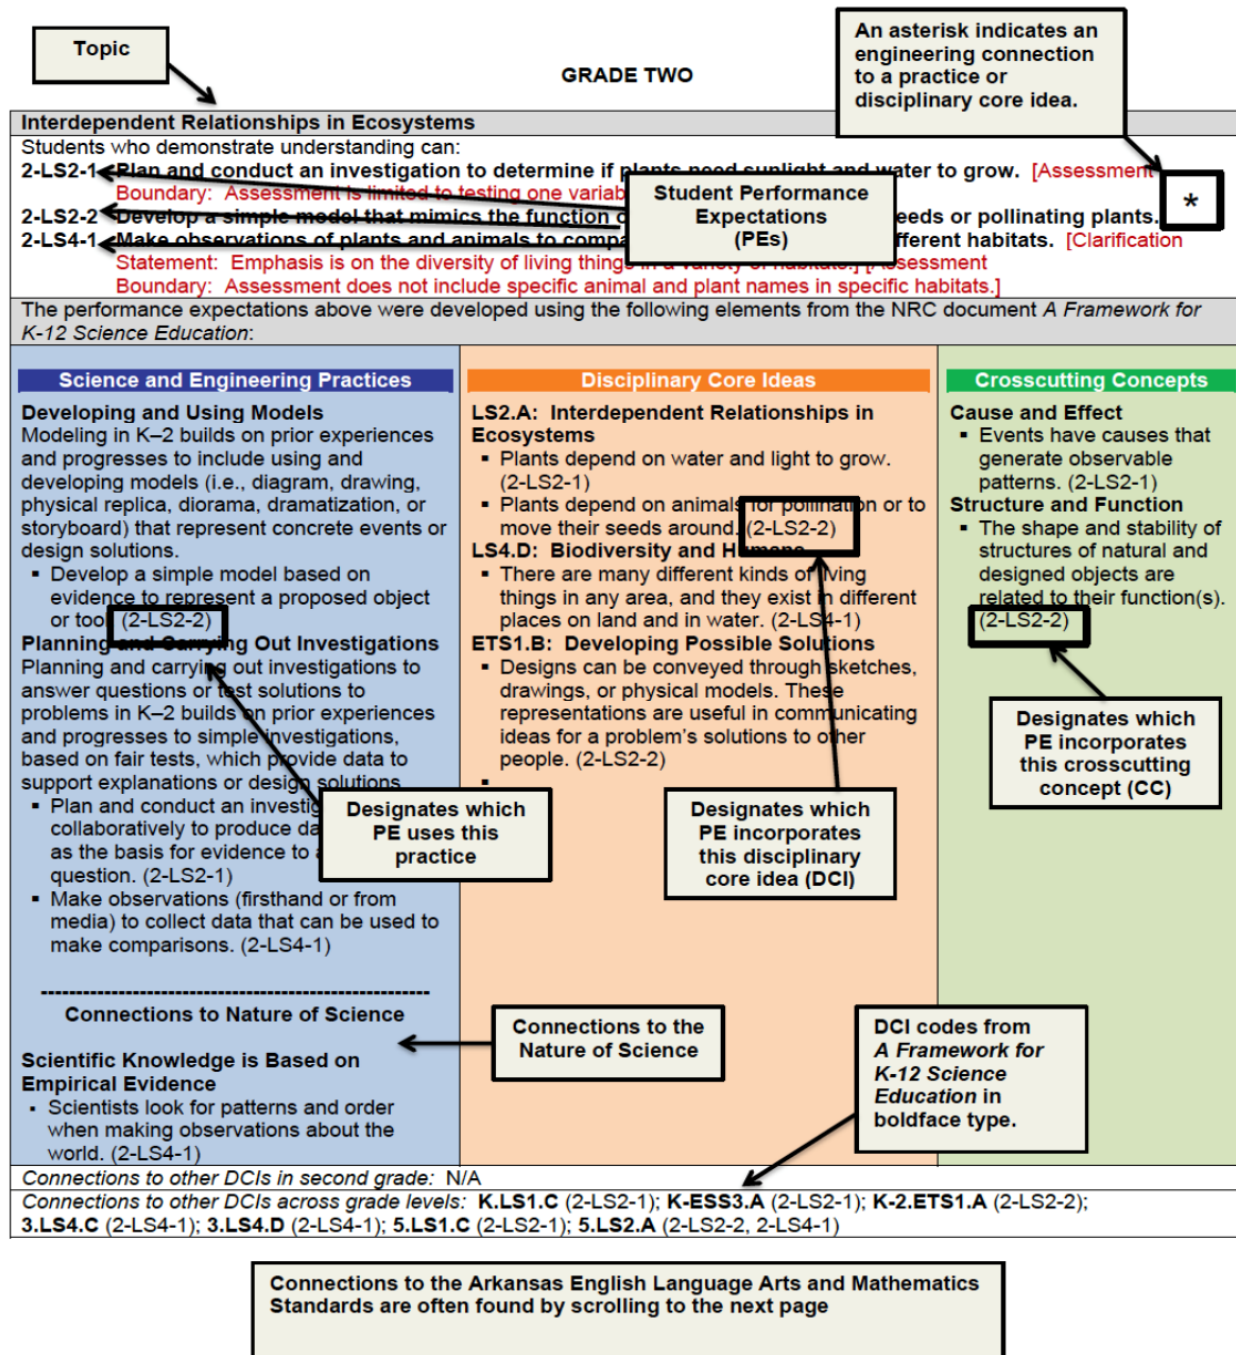 Topic
An asterisk indicates an
engineering connection
to a practice or
disciplinary core idea.
GRADE TWO
Interdependent Relationships in Ecosystems
Students who demonstrate understanding can:
2-LS2-1 Plan and conduct an investigation to determine if plants need sunlight and water to grow. [Assessment
Boundary: Assessment is limited to testing one variab
2-LS2-2 Develop a simple model that mimics the function o eeds or pollinating plants.
*
2-LS4-1 Make observations of plants and animals to compa fferent habitats. [Clarification
Statement: Emphasis is on the diversity of living things in a variety of habitats.] [Assessment
Boundary: Assessment does not include specific animal and plant names in specific habitats.]
Student Performance
Expectations
(PEs)
The performance expectations above were developed using the following elements from the NRC document A Framework for
K-12 Science Education:
Science and Engineering Practices
Developing and Using Models
Modeling in K–2 builds on prior experiences
and progresses to include using and
developing models (i.e., diagram, drawing,
physical replica, diorama, dramatization, or
storyboard) that represent concrete events or
design solutions.
▪ Develop a simple model based on
evidence to represent a proposed object
or tool. (2-LS2-2)
Planning and Carrying Out Investigations
Planning and carrying out investigations to
answer questions or test solutions to
problems in K–2 builds on prior experiences
and progresses to simple investigations,
based on fair tests, which provide data to
support explanations or design solutions
▪ Plan and conduct an investig
collaboratively to produce da
as the basis for evidence to a
question. (2-LS2-1)
▪ Make observations (firsthand or from
media) to collect data that can be used to
make comparisons. (2-LS4-1)
Designates which
PE uses this
practice
Connections to Nature of Science
Scientific Knowledge is Based on
Empirical Evidence
▪ Scientists look for patterns and order
when making observations about the
world. (2-LS4-1)
Disciplinary Core Ideas
LS2.A: Interdependent Relationships in
Ecosystems
▪ Plants depend on water and light to grow.
(2-LS2-1)
▪ Plants depend on animals for pollination or to
move their seeds around. (2-LS2-2)
LS4.D: Biodiversity and Humans
▪ There are many different kinds of living
things in any area, and they exist in different
places on land and in water. (2-LS4-1)
ETS1.B: Developing Possible Solutions
▪ Designs can be conveyed through sketches,
drawings, or physical models. These
representations are useful in communicating
ideas for a problem's solutions to other
people. (2-LS2-2)
Designates which
PE incorporates
this disciplinary
core idea (DCI)
Connections to the
Nature of Science
Crosscutting Concepts
Cause and Effect
▪ Events have causes that
generate observable
patterns. (2-LS2-1)
Structure and Function
▪ The shape and stability of
structures of natural and
designed objects are
related to their function(s).
(2-LS2-2)
Designates which
PE incorporates
this crosscutting
concept (CC)
DCI codes from
A Framework for
K-12 Science
Education in
boldface type.
Connections to other DCIs in second grade: N/A
Connections to other DCIs across grade levels: K.LS1.C (2-LS2-1); K-ESS3.A (2-LS2-1); K-2.ETS1.A (2-LS2-2);
3.LS4.C (2-LS4-1); 3.LS4.D (2-LS4-1); 5.LS1.C (2-LS2-1); 5.LS2.A (2-LS2-2, 2-LS4-1)
Connections to the Arkansas English Language Arts and Mathematics
Standards are often found by scrolling to the next page